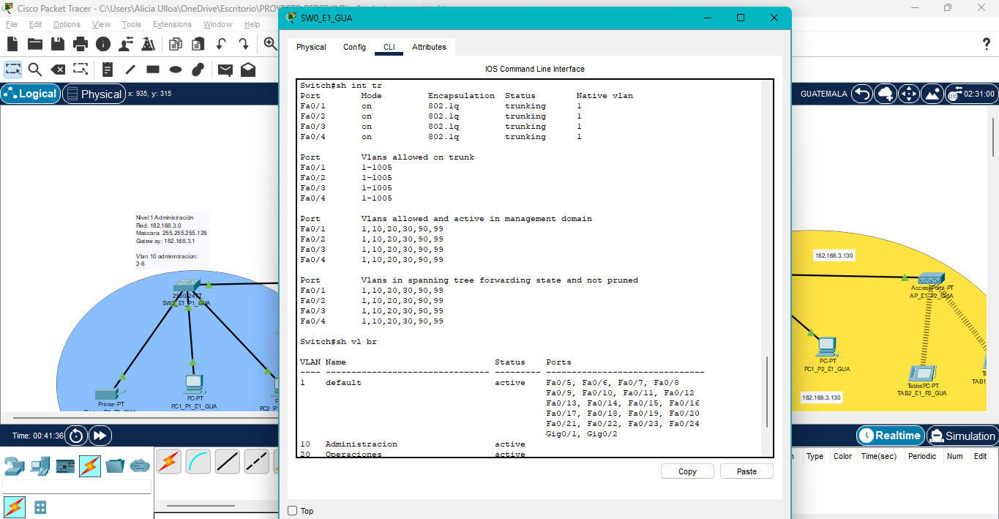 Cisco Packet Tracer - C:\Users\Alicia Ulloa\OneDrive\Escritorio\PROYECTO REDES
SW0_E1_GUA
File Edit Options View Tools Extensions Window Help
Physical Config CLI Attributes
IOS Command Line Interface
Logical Physical x: 935, y: 315
GUATEMALA 02:31:00
Switch#sh int tr
Port Mode Encapsulation Status Native vlan
Fa0/1 on 802.1q trunking 1
Fa0/2 on 802.1q trunking 1
Fa0/3 on 802.1q trunking 1
Fa0/4 on 802.1q trunking 1
Port Vlans allowed on trunk
Fa0/1 1-1005
Fa0/2 1-1005
Fa0/3 1-1005
Fa0/4 1-1005
Port Vlans allowed and active in management domain
Fa0/1 1,10,20,30,90,99
Fa0/2 1,10,20,30,90,99
Fa0/3 1,10,20,30,90,99
Fa0/4 1,10,20,30,90,99
Port Vlans in spanning tree forwarding state and not pruned
Fa0/1 1,10,20,30,90,99
Fa0/2 1,10,20,30,90,99
Fa0/3 1,10,20,30,90,99
Fa0/4 1,10,20,30,90,99
Switch#sh vl br
VLAN Name Status Ports
---- -------------------------------- --------- -------------------------------
1 default active Fa0/5, Fa0/6, Fa0/7, Fa0/8
Fa0/9, Fa0/10, Fa0/11, Fa0/12
Fa0/13, Fa0/14, Fa0/15, Fa0/16
Fa0/17, Fa0/18, Fa0/19, Fa0/20
Fa0/21, Fa0/22, Fa0/23, Fa0/24
Gig0/1, Gig0/2
10 Administracion active
20 Operaciones active
Copy Paste
Top
Nivel 1 Administración
Red: 182.168.3.0
Mascara: 255.255.255.128
Gateway: 182.168.3.1
Vlan 10 adminintracion:
2-8
2960-24TT
SW2_E1_P1_GUA
Printer-PT
PC-PT
PC1_P1_E1_GUA
182.168.3.130
AccessPoint-PT
AP_E1_P2_GUA
PC-PT
PC1_P2_E1_GUA
TabletPC-PT
TAB2_E1_P2_GUA
TAB1
182.168.3.130
Time: 00:41:36
Realtime Simulation
Type Color Time(sec) Periodic Num Edit